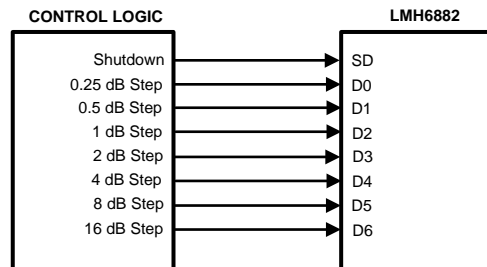 CONTROL LOGIC LMH6882
Shutdown SD
0.25 dB Step D0
0.5 dB Step D1
1 dB Step D2
2 dB Step D3
4 dB Step D4
8 dB Step D5
16 dB Step D6